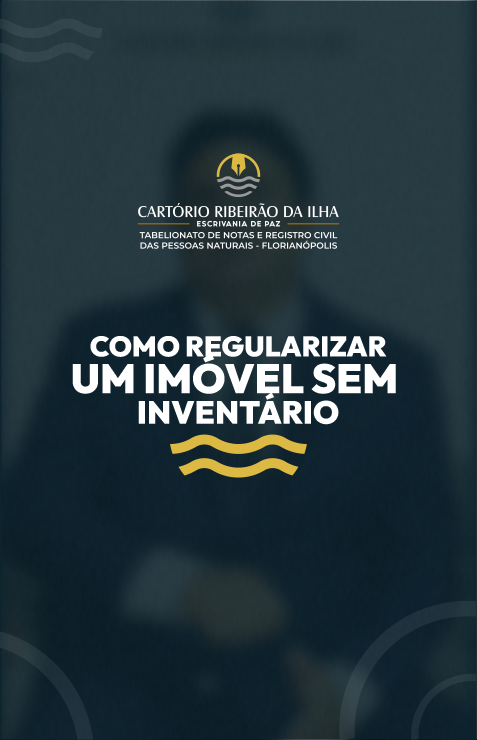 CARTÓRIO RIBEIRÃO DA ILHA
ESCRIVANIA DE PAZ
TABELIONATO DE NOTAS E REGISTRO CIVIL
DAS PESSOAS NATURAIS - FLORIANÓPOLIS
COMO REGULARIZAR
UM IMÓVEL SEM
INVENTÁRIO